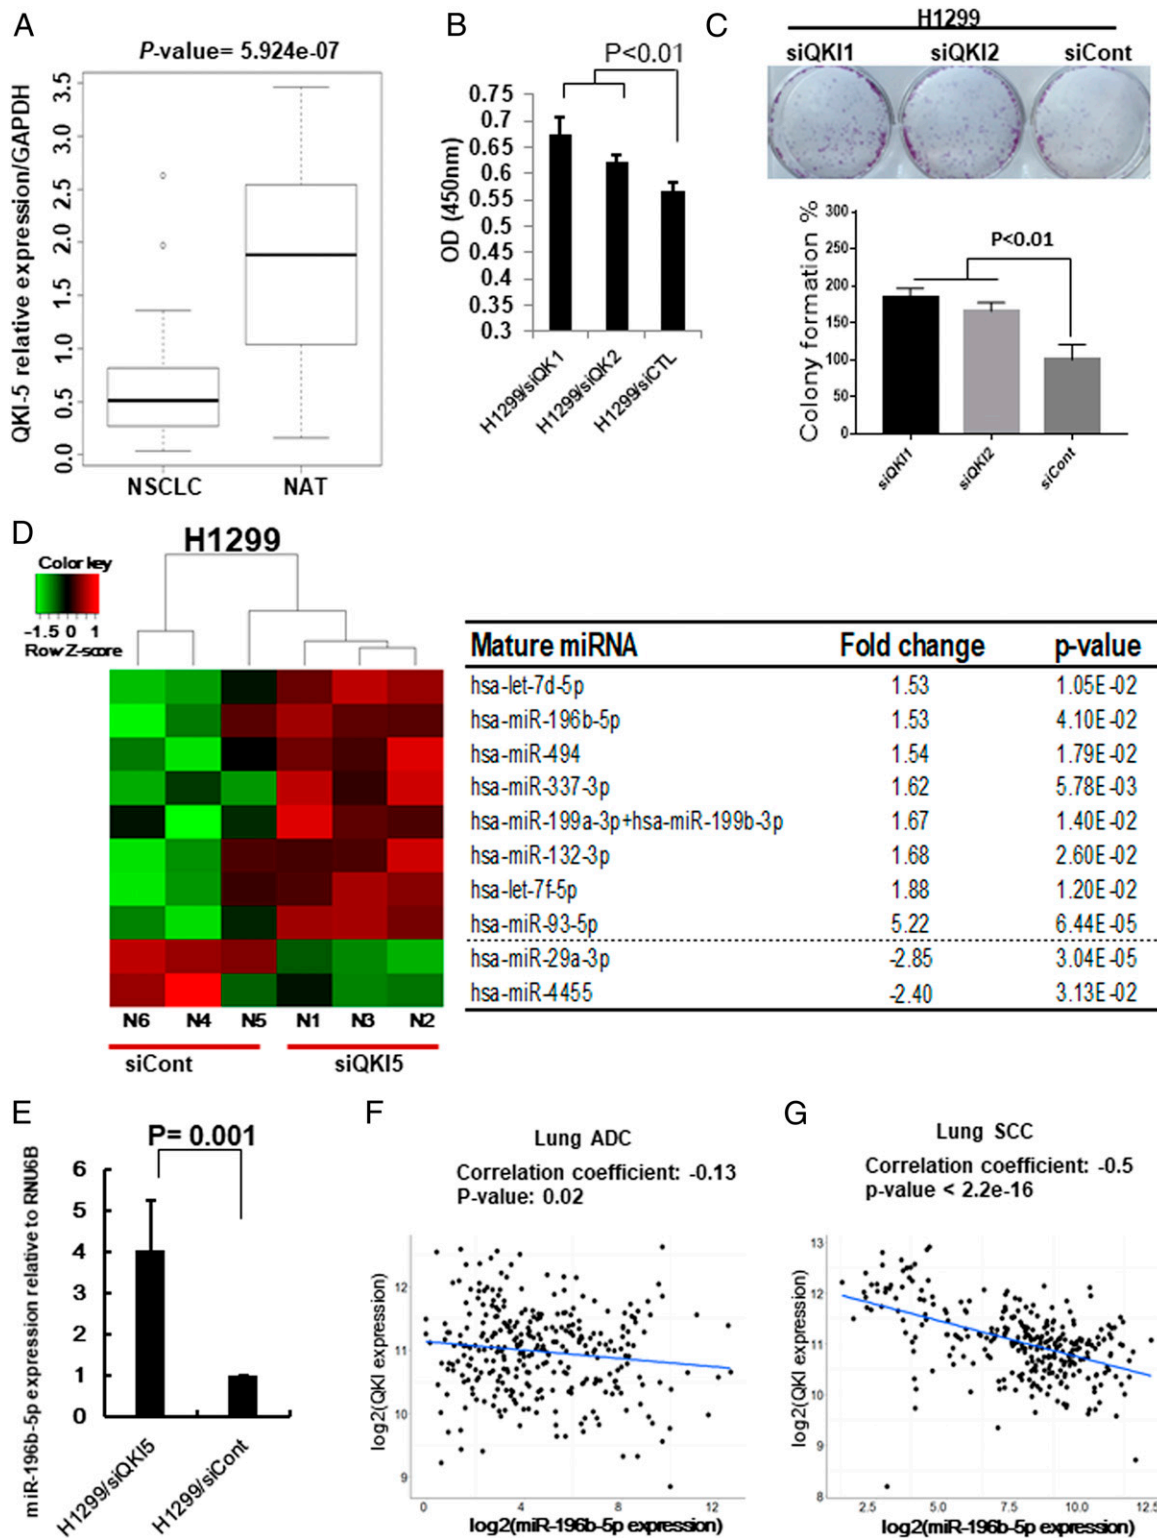 A
P-value= 5.924e-07
QKI-5 relative expression/GAPDH
3.5
3.0
2.5
2.0
1.5
1.0
0.5
0.0
NSCLC NAT
B
P<0.01
OD (450nm)
0.75
0.7
0.65
0.6
0.55
0.5
0.45
0.4
0.35
0.3
H1299/siQK1
H1299/siQK2
H1299/siCTL
C
H1299
siQKI1 siQKI2 siCont
Colony formation %
300
200
150
100
50
0
P<0.01
siQKI1
siQKI2
siCont
D
H1299
Color key
-1.5 0 1
Row Z-score
N6 N4 N5 N1 N3 N2
siCont siQKI5
Mature miRNA Fold change p-value
hsa-let-7d-5p 1.53 1.05E-02
hsa-miR-196b-5p 1.53 4.10E-02
hsa-miR-494 1.54 1.79E-02
hsa-miR-337-3p 1.62 5.78E-03
hsa-miR-199a-3p+hsa-miR-199b-3p 1.67 1.40E-02
hsa-miR-132-3p 1.68 2.60E-02
hsa-let-7f-5p 1.88 1.20E-02
hsa-miR-93-5p 5.22 6.44E-05
hsa-miR-29a-3p -2.85 3.04E-05
hsa-miR-4455 -2.40 3.13E-02
E
P= 0.001
miR-196b-5p expression relative to RNU6B
6
5
4
3
2
1
0
H1299/siQKI5
H1299/siCont
F
Lung ADC
Correlation coefficient: -0.13
P-value: 0.02
log2(QKI expression)
12
11
10
9
0 4 8 12
log2(miR-196b-5p expression)
G
Lung SCC
Correlation coefficient: -0.5
p-value < 2.2e-16
log2(QKI expression)
13
12
11
10
9
8
2.5 5.0 7.5 10.0 12.5
log2(miR-196b-5p expression)